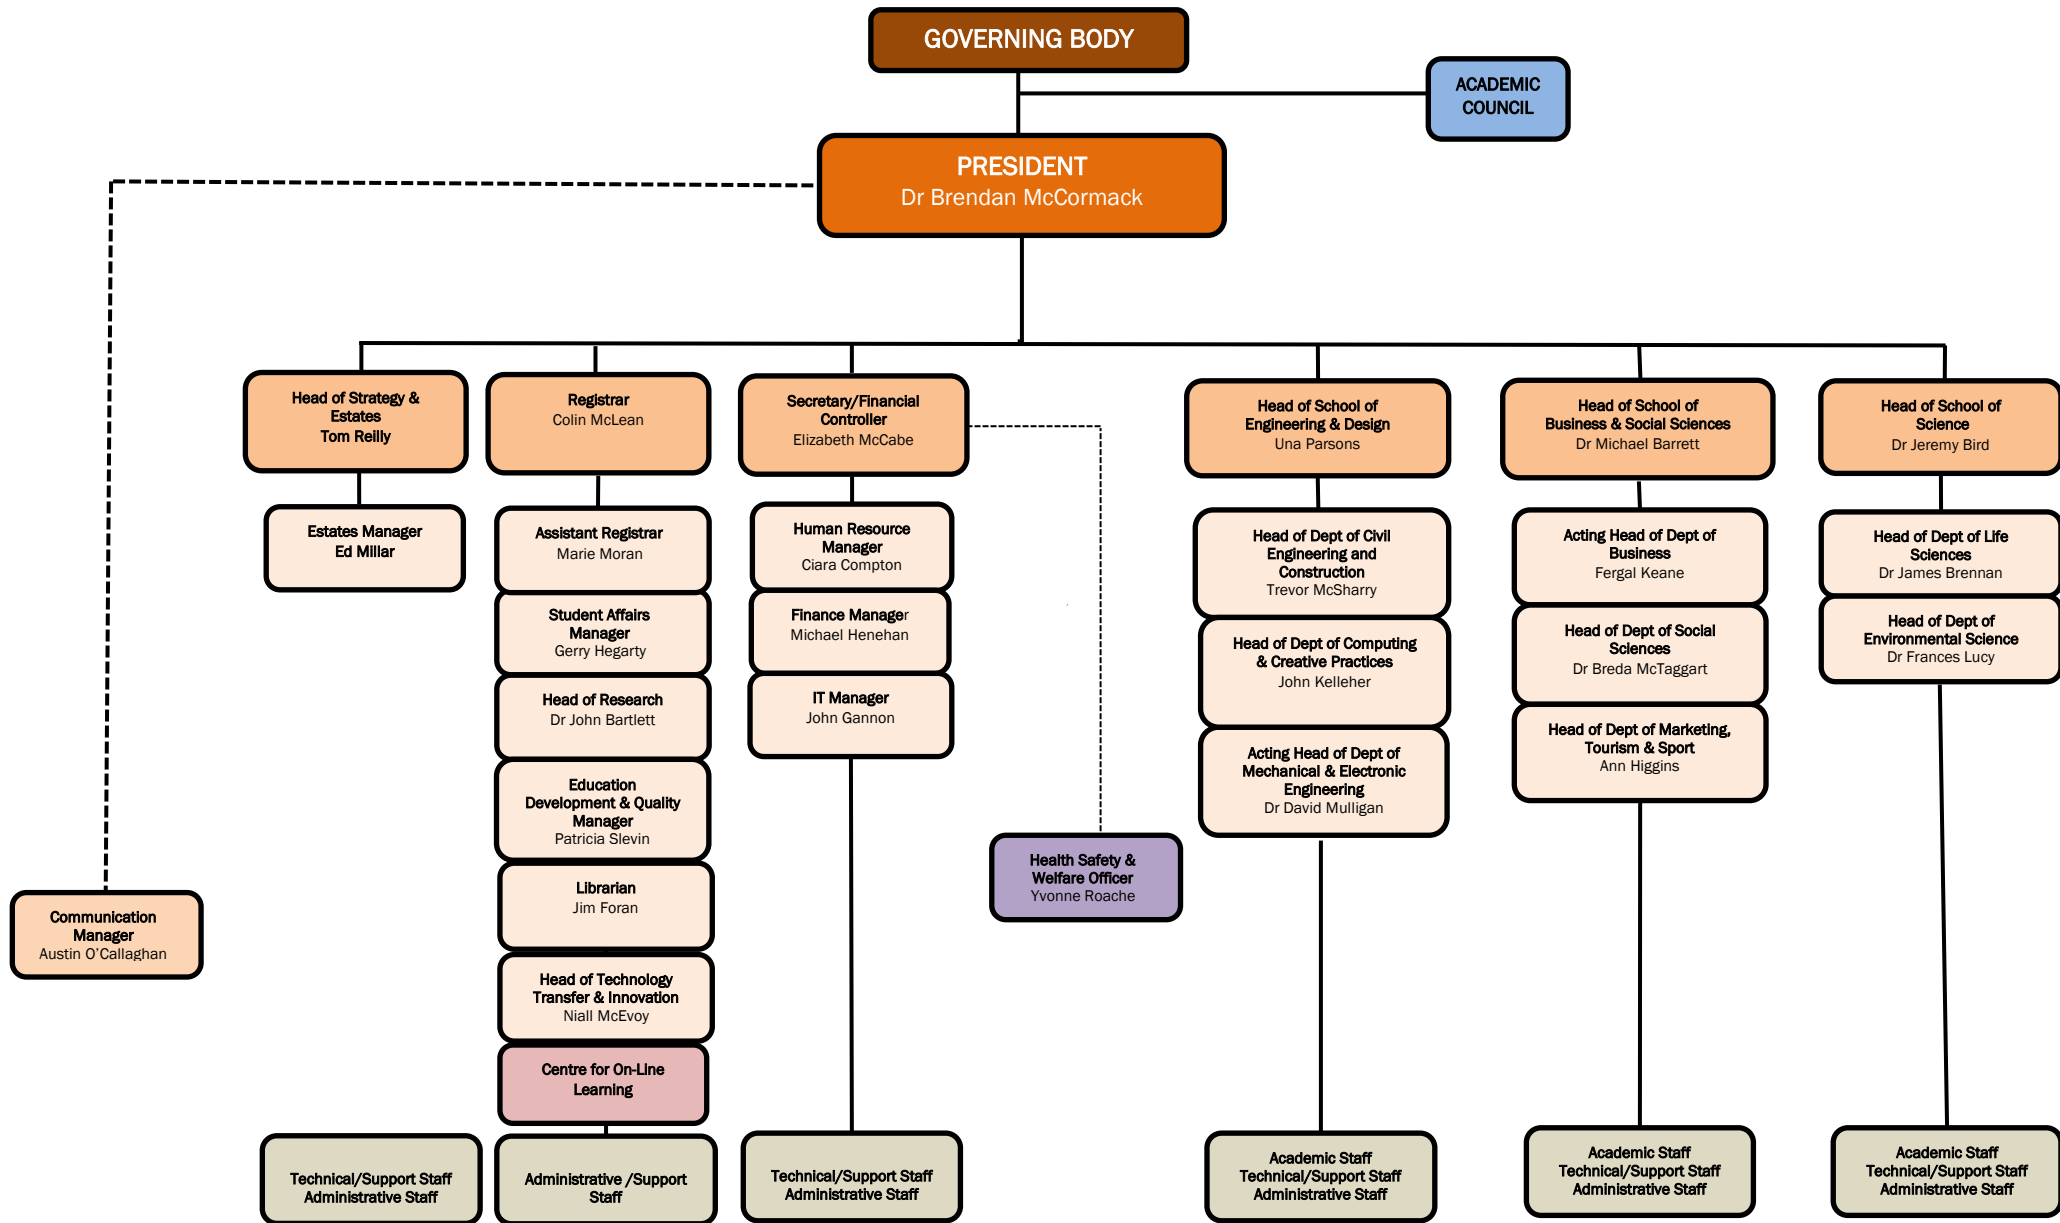 GOVERNING BODY
ACADEMIC
COUNCIL
PRESIDENT
Dr Brendan McCormack
Head of Strategy &
Estates
Tom Reilly
Registrar
Colin McLean
Secretary/Financial
Controller
Elizabeth McCabe
Head of School of
Engineering & Design
Una Parsons
Head of School of
Business & Social Sciences
Dr Michael Barrett
Head of School of
Science
Dr Jeremy Bird
Estates Manager
Ed Millar
Assistant Registrar
Marie Moran
Student Affairs
Manager
Gerry Hegarty
Head of Research
Dr John Bartlett
Education
Development & Quality
Manager
Patricia Slevin
Librarian
Jim Foran
Head of Technology
Transfer & Innovation
Niall McEvoy
Centre for On-Line
Learning
Human Resource
Manager
Ciara Compton
Finance Manager
Michael Henehan
IT Manager
John Gannon
Health Safety &
Welfare Officer
Yvonne Roache
Communication
Manager
Austin O'Callaghan
Head of Dept of Civil
Engineering and
Construction
Trevor McSharry
Head of Dept of Computing
& Creative Practices
John Kelleher
Acting Head of Dept of
Mechanical & Electronic
Engineering
Dr David Mulligan
Acting Head of Dept of
Business
Fergal Keane
Head of Dept of Social
Sciences
Dr Breda McTaggart
Head of Dept of Marketing,
Tourism & Sport
Ann Higgins
Head of Dept of Life
Sciences
Dr James Brennan
Head of Dept of
Environmental Science
Dr Frances Lucy
Technical/Support Staff
Administrative Staff
Administrative /Support
Staff
Technical/Support Staff
Administrative Staff
Academic Staff
Technical/Support Staff
Administrative Staff
Academic Staff
Technical/Support Staff
Administrative Staff
Academic Staff
Technical/Support Staff
Administrative Staff